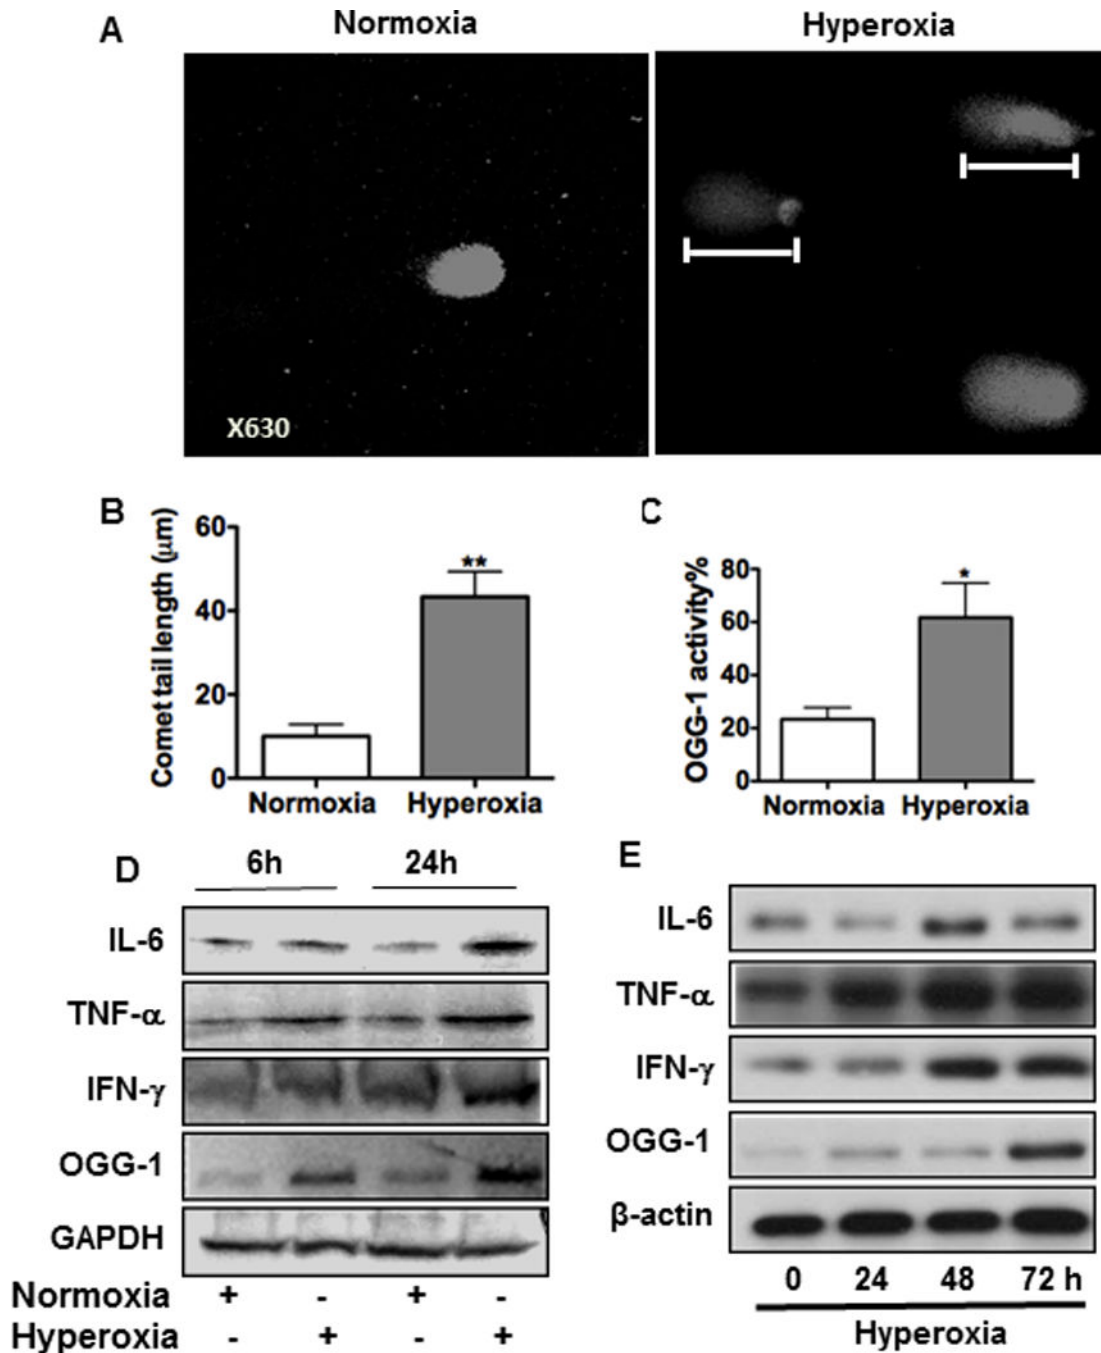 A
Normoxia
Hyperoxia
X630
B
Comet tail length (μm)
60
40
20
0
**
Normoxia
Hyperoxia
C
OGG-1 activity%
80
60
40
20
0
*
Normoxia
Hyperoxia
D
6h
24h
IL-6
TNF-α
IFN-γ
OGG-1
GAPDH
Normoxia + - + -
Hyperoxia - + - +
E
IL-6
TNF-α
IFN-γ
OGG-1
β-actin
0 24 48 72 h
Hyperoxia